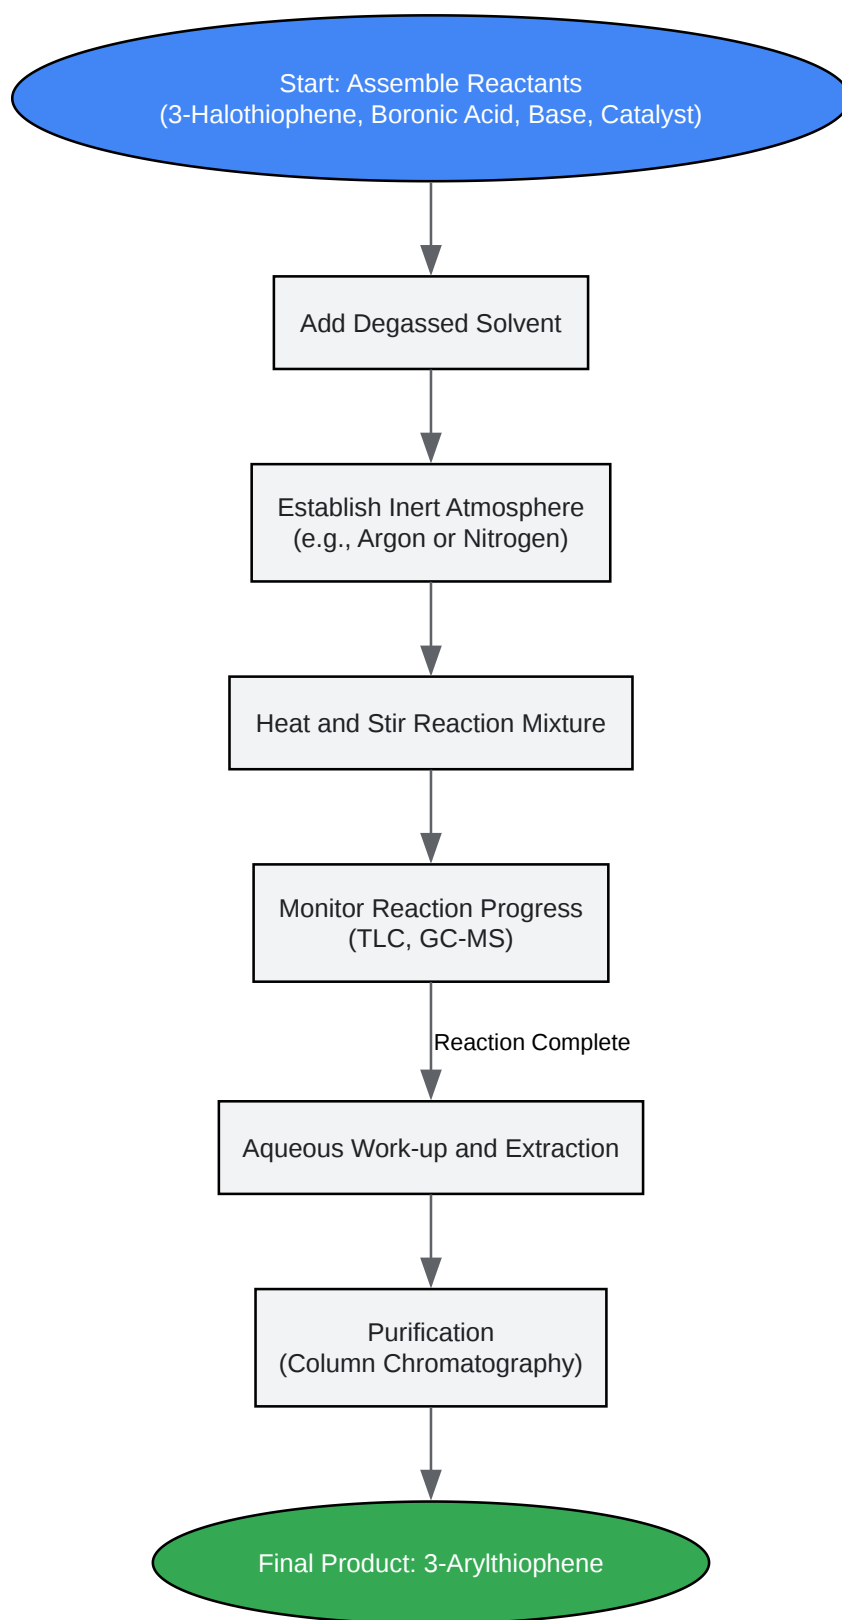 Start: Assemble Reactants
(3-Halothiophene, Boronic Acid, Base, Catalyst)
Add Degassed Solvent
Establish Inert Atmosphere
(e.g., Argon or Nitrogen)
Heat and Stir Reaction Mixture
Monitor Reaction Progress
(TLC, GC-MS)
Reaction Complete
Aqueous Work-up and Extraction
Purification
(Column Chromatography)
Final Product: 3-Arylthiophene